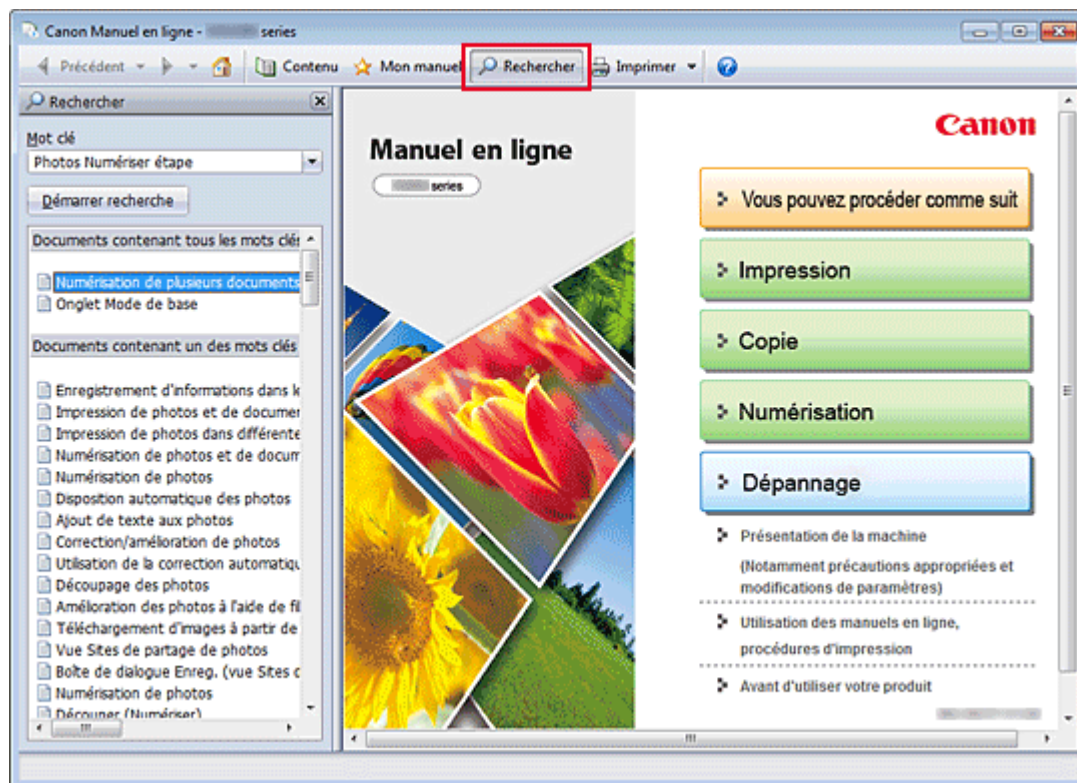 Canon Manuel en ligne - series
Précédent Contenu Mon manuel Rechercher Imprimer
Rechercher
Mot clé
Photos Numériser étape
Démarrer recherche
Documents contenant tous les mots clés
Numérisation de plusieurs documents
Onglet Mode de base
Documents contenant un des mots clés
Enregistrement d'informations dans
Impression de photos et de documen
Impression de photos dans différente
Numérisation de photos et de docum
Numérisation de photos
Disposition automatique des photos
Ajout de texte aux photos
Correction/amélioration de photos
Utilisation de la correction automatiqu
Découpage des photos
Amélioration des photos à l'aide de
Téléchargement d'images à partir de
Vue Sites de partage de photos
Boîte de dialogue Enreg. (vue Sites
Numérisation de photos
Découper (Numériser)
Manuel en ligne
series
Canon
Vous pouvez procéder comme suit
Impression
Copie
Numérisation
Dépannage
Présentation de la machine
(Notamment précautions appropriées et
modifications de paramètres)
Utilisation des manuels en ligne,
procédures d'impression
Avant d'utiliser votre produit